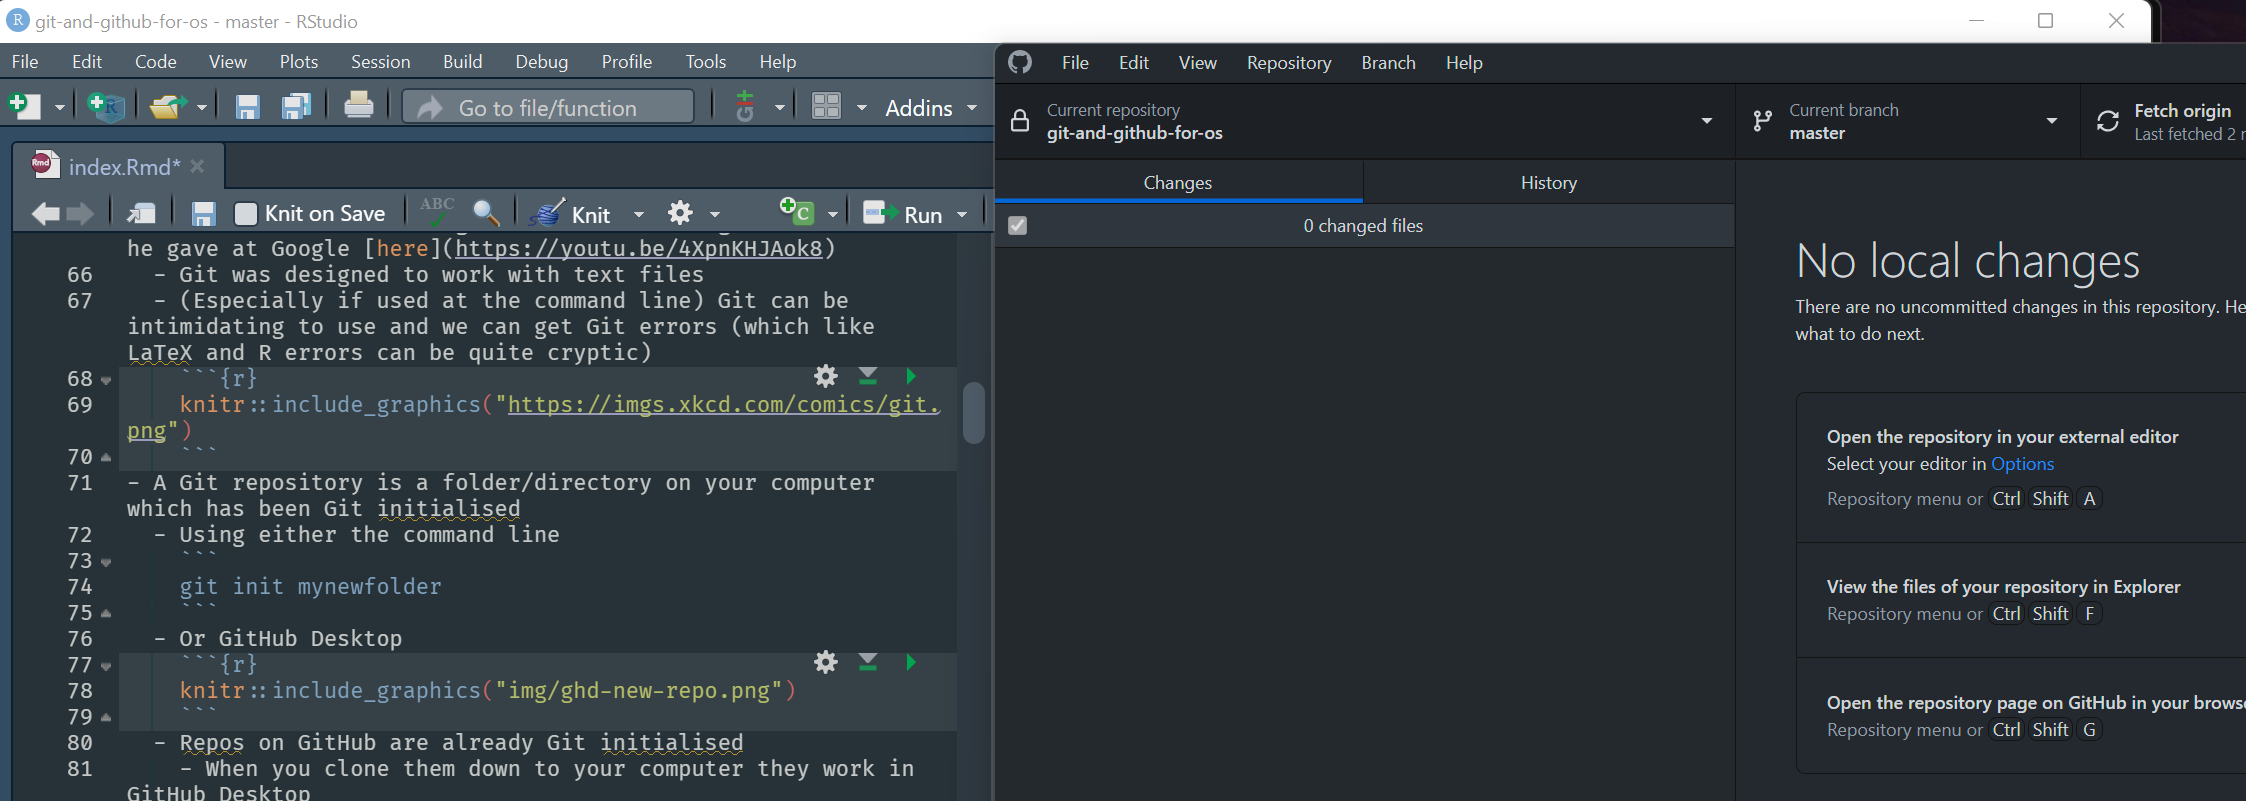 git-and-github-for-os - master - RStudio
File Edit Code View Plots Session Build Debug Profile Tools Help
Go to file/function
Addins
index.Rmd*
Knit on Save
ABC
Knit
Run
he gave at Google [here](https://youtu.be/4XpnKHJAok8)
66 - Git was designed to work with text files
67 - (Especially if used at the command line) Git can be
intimidating to use and we can get Git errors (which like
LaTeX and R errors can be quite cryptic)
68 ```{r}
69 knitr::include_graphics("https://imgs.xkcd.com/comics/git.
png")
70 ```
71 - A Git repository is a folder/directory on your computer
which has been Git initialised
72 - Using either the command line
73 ```
74 git init mynewfolder
75 ```
76 - Or GitHub Desktop
77 ```{r}
78 knitr::include_graphics("img/ghd-new-repo.png")
79 ```
80 - Repos on GitHub are already Git initialised
81 - When you clone them down to your computer they work in
GitHub Desktop
File Edit View Repository Branch Help
Current repository
git-and-github-for-os
Current branch
master
Fetch origin
Last fetched 2
Changes
History
0 changed files
No local changes
There are no uncommitted changes in this repository. He
what to do next.
Open the repository in your external editor
Select your editor in Options
Repository menu or Ctrl Shift A
View the files of your repository in Explorer
Repository menu or Ctrl Shift F
Open the repository page on GitHub in your browse
Repository menu or Ctrl Shift G